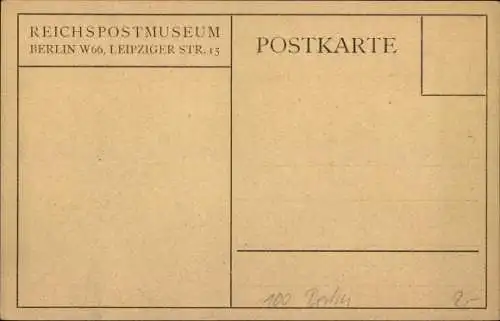 REICHSPOSTMUSEUM
BERLIN W66, LEIPZIGER STR. 15
POSTKARTE
100 Berlin
2.-